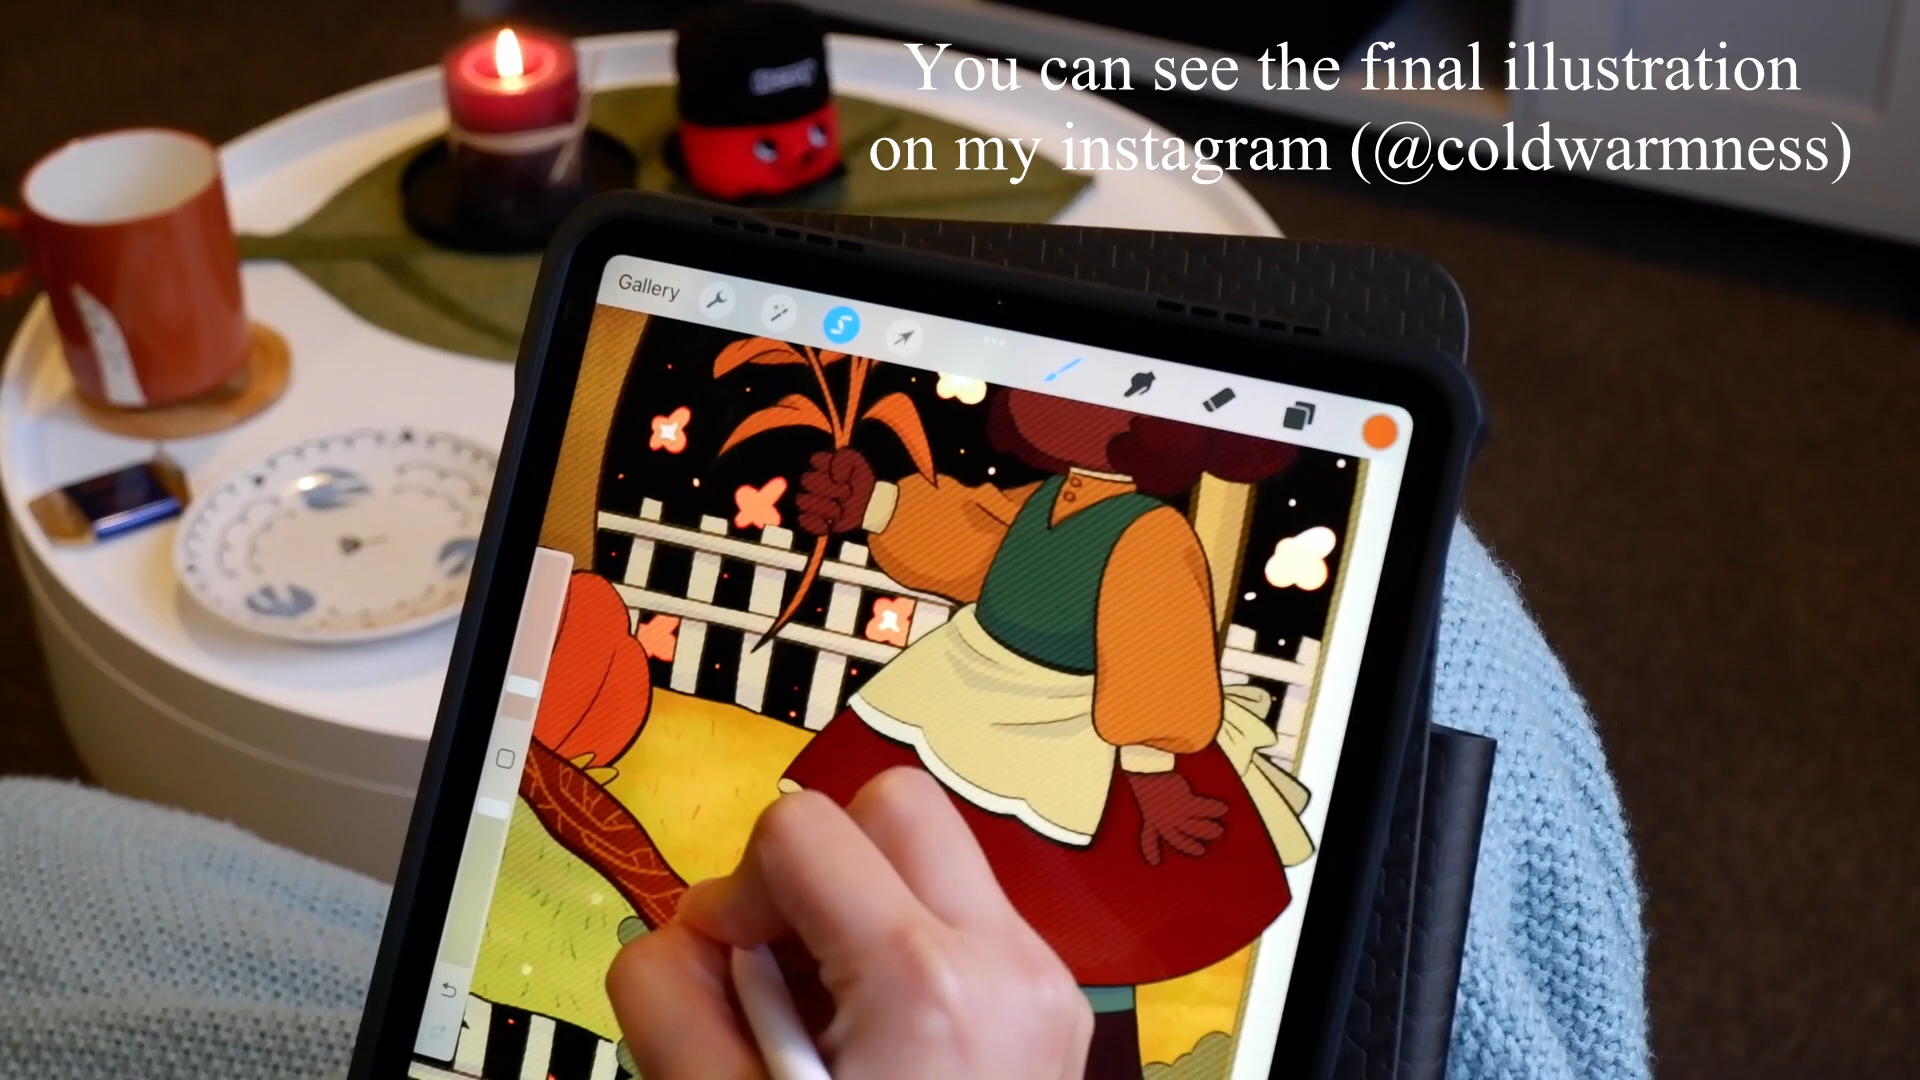 You can see the final illustration
on my instagram (@coldwarmness)
Gallery